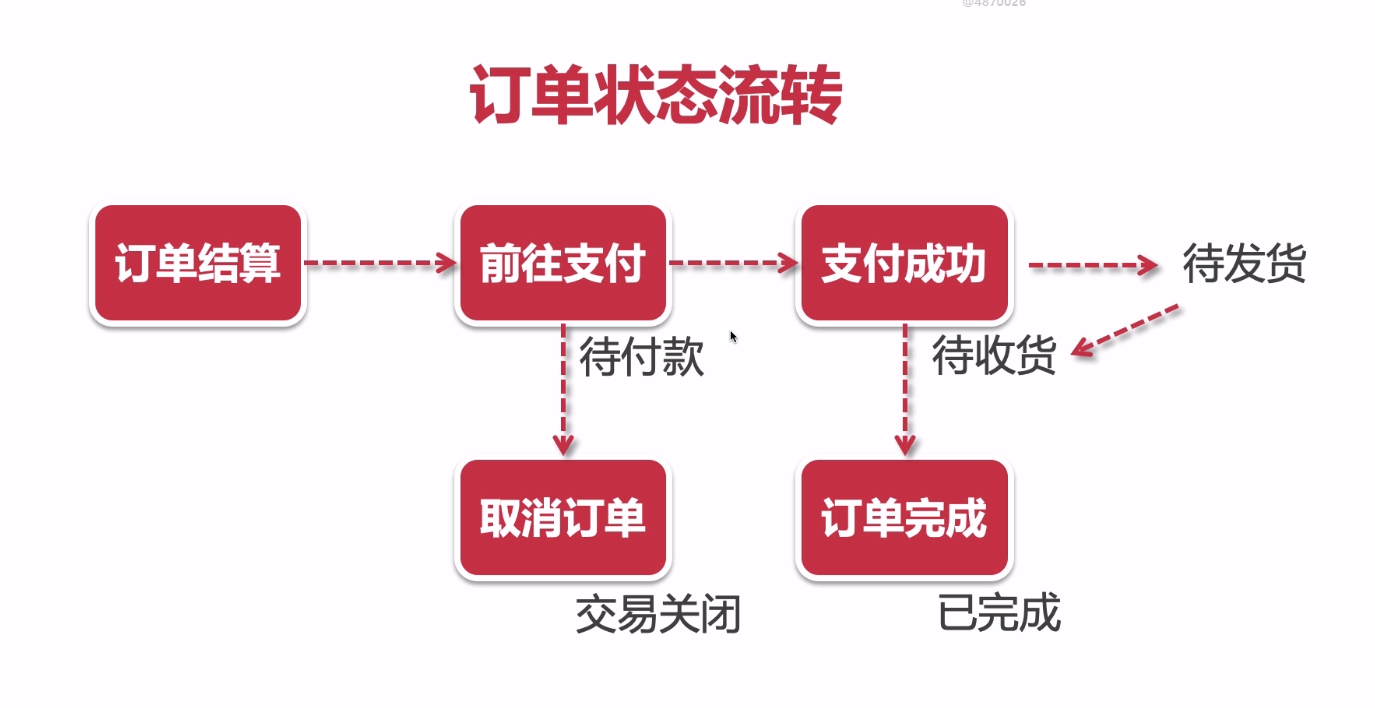 @4870026
订单状态流转
订单结算
前往支付
支付成功
待发货
待付款
待收货
取消订单
订单完成
交易关闭
已完成